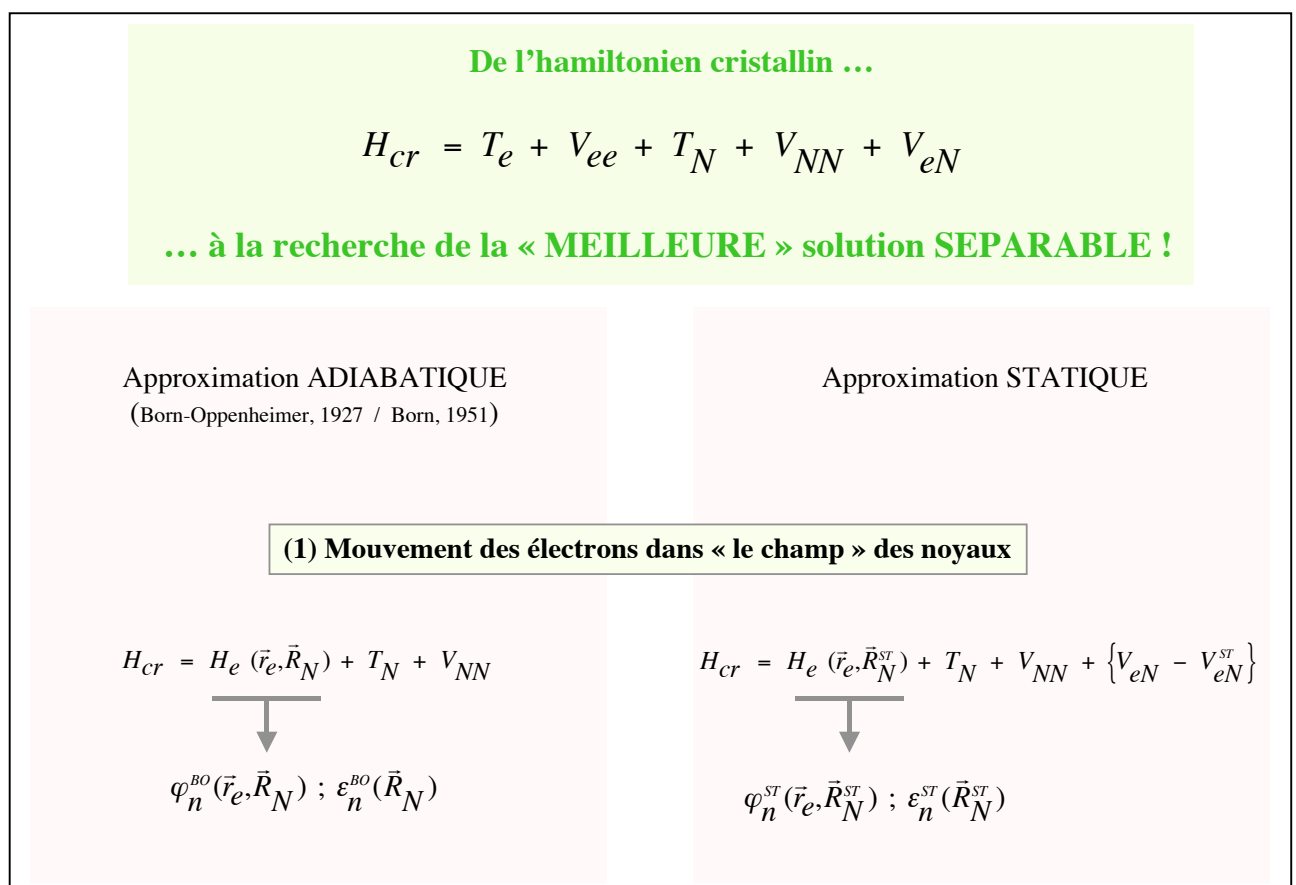 De l’hamiltonien cristallin …
H_cr = T_e + V_ee + T_N + V_NN + V_eN
… à la recherche de la « MEILLEURE » solution SEPARABLE !
Approximation ADIABATIQUE
(Born-Oppenheimer, 1927 / Born, 1951)
Approximation STATIQUE
(1) Mouvement des électrons dans « le champ » des noyaux
H_cr = H_e (r⃗_e,R⃗_N) + T_N + V_NN
φ_n^BO(r⃗_e,R⃗_N) ; ε_n^BO(R⃗_N)
H_cr = H_e (r⃗_e,R⃗_N^ST) + T_N + V_NN + {V_eN − V_eN^ST}
φ_n^ST(r⃗_e,R⃗_N^ST) ; ε_n^ST(R⃗_N^ST)